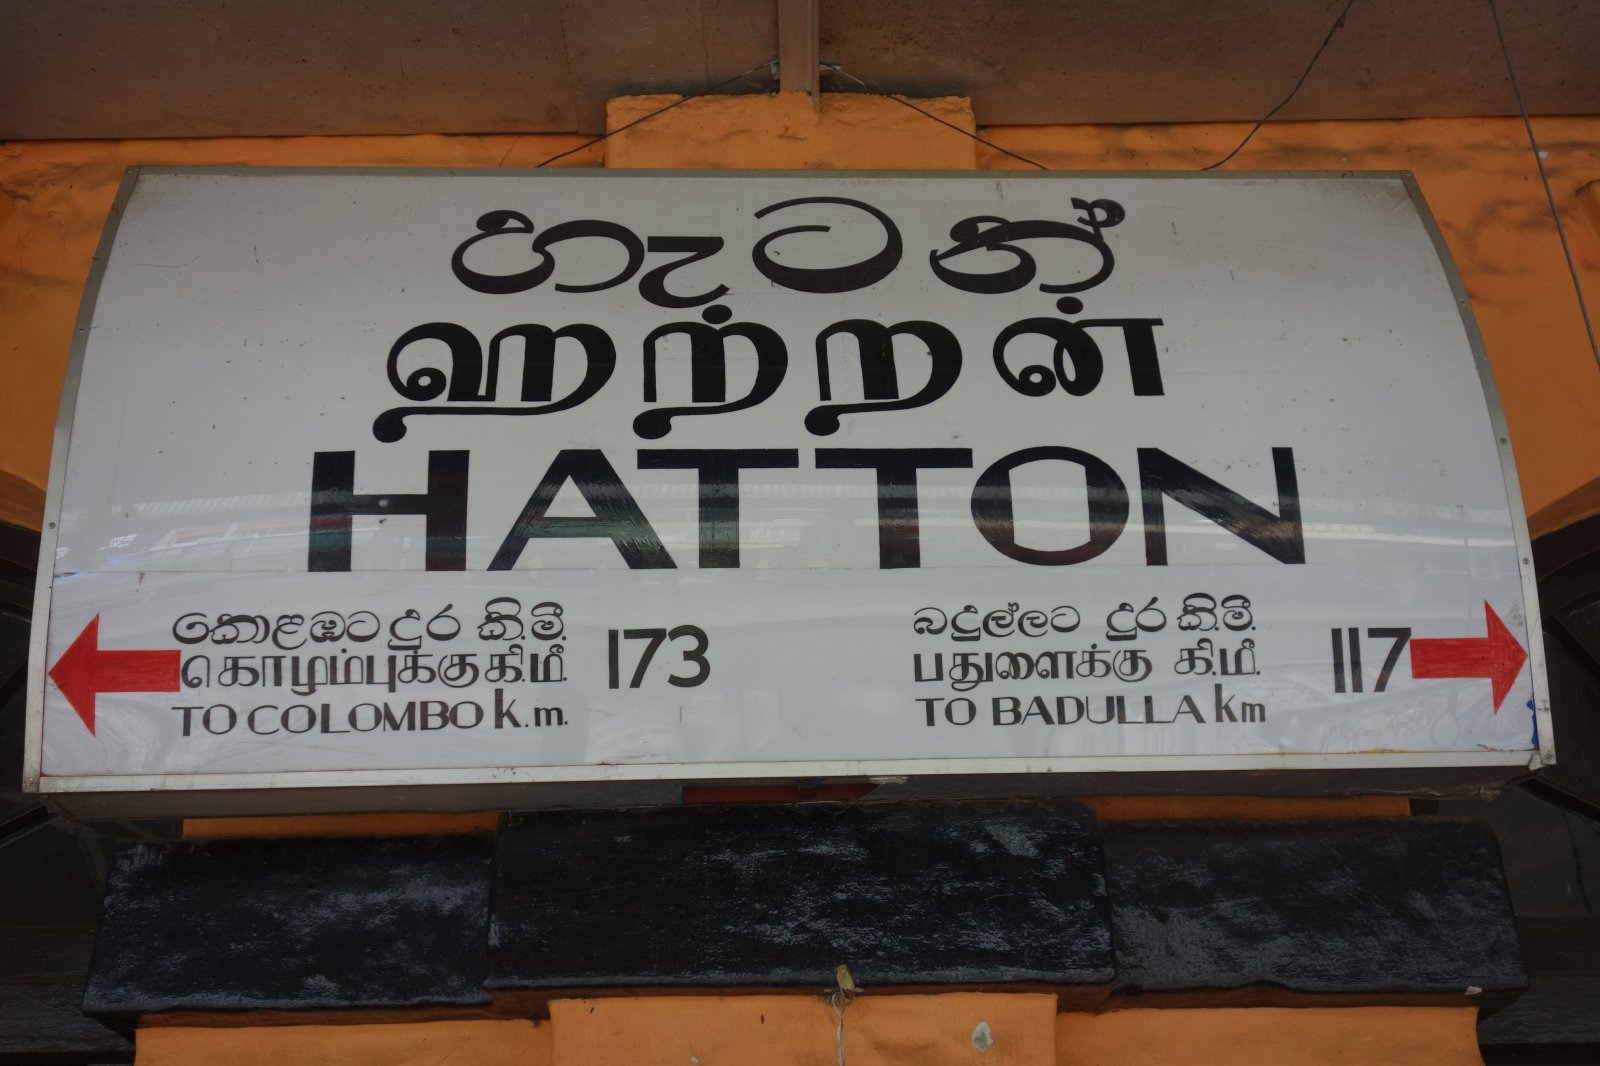 හැටන්
ஹற்றன்
HATTON
කොළඹට දුර කි.මී.
கொழும்புக்கு கி.மீ. 173
TO COLOMBO k.m.
බදුල්ලට දුර කි.මී.
பதுளைக்கு கி.மீ. 117
TO BADULLA km